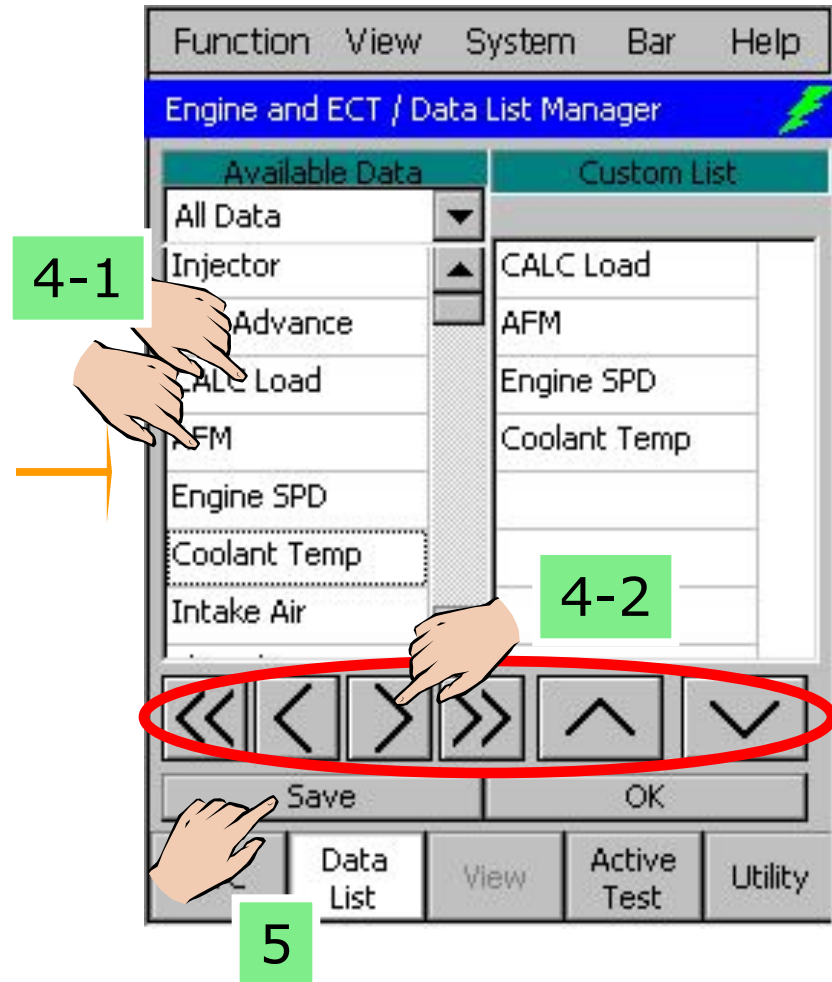 Function View System Bar Help
Engine and ECT / Data List Manager
Available Data Custom List
All Data
4-1
Injector
CALC Load
Advance
AFM
CALC Load
Engine SPD
AFM
Coolant Temp
Engine SPD
Coolant Temp
4-2
Intake Air
<< < > >>
Save OK
Data List
View
Active Test
Utility
5